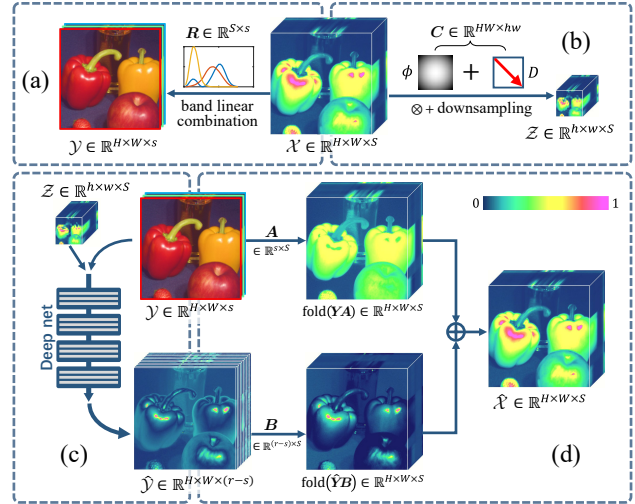 (a)
𝒴 ∈ ℝ^{H×W×s}
R ∈ ℝ^{S×s}
band linear
combination
𝒳 ∈ ℝ^{H×W×S}
C ∈ ℝ^{HW×hw}
(b)
ϕ + D
⊗ + downsampling
𝒵 ∈ ℝ^{h×w×S}
𝒵 ∈ ℝ^{h×w×S}
Deep net
𝒴 ∈ ℝ^{H×W×s}
(c)
𝒴̂ ∈ ℝ^{H×W×(r−s)}
A
∈ ℝ^{s×S}
fold(YA) ∈ ℝ^{H×W×S}
B
∈ ℝ^{(r−s)×S}
fold(ŶB) ∈ ℝ^{H×W×S}
0 1
⊕
𝒳̂ ∈ ℝ^{H×W×S}
(d)